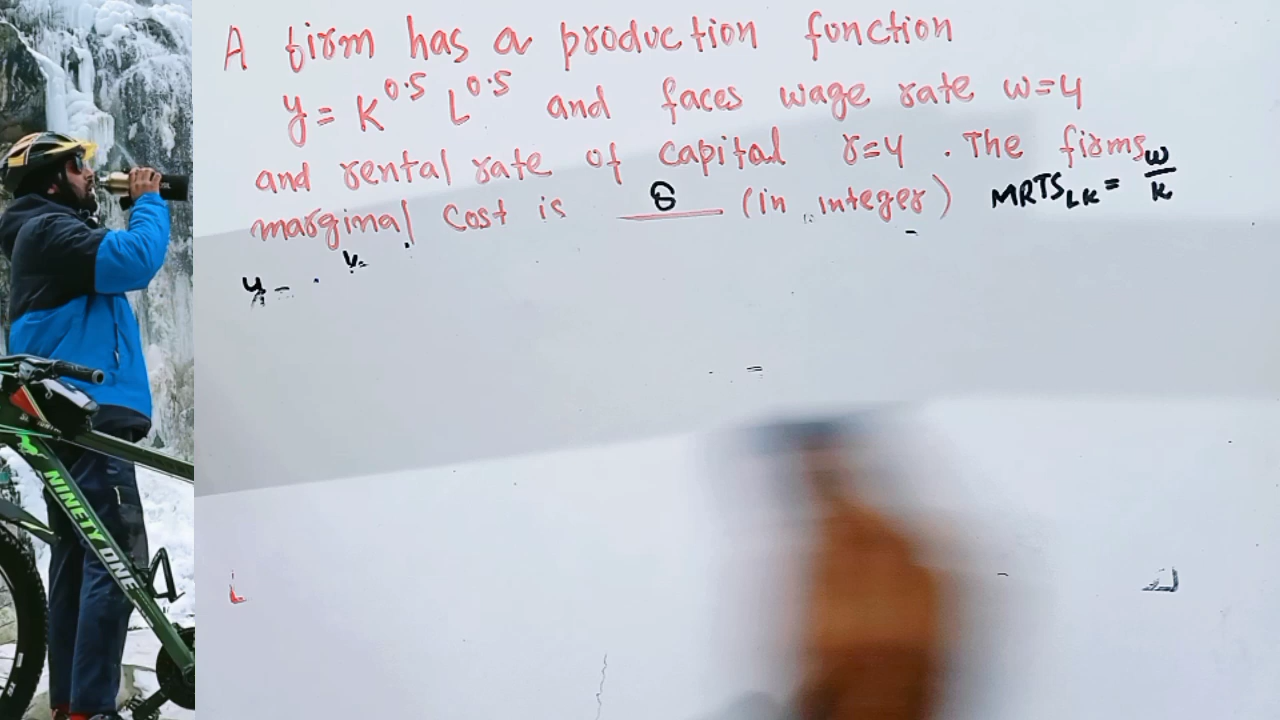 A firm has a production function
y = K^0.5 L^0.5 and faces wage rate w=4
and rental rate of capital r=4 . The firms
marginal cost is 8 (in integer) MRTS_LK = w/k
y =
NINETY ONE